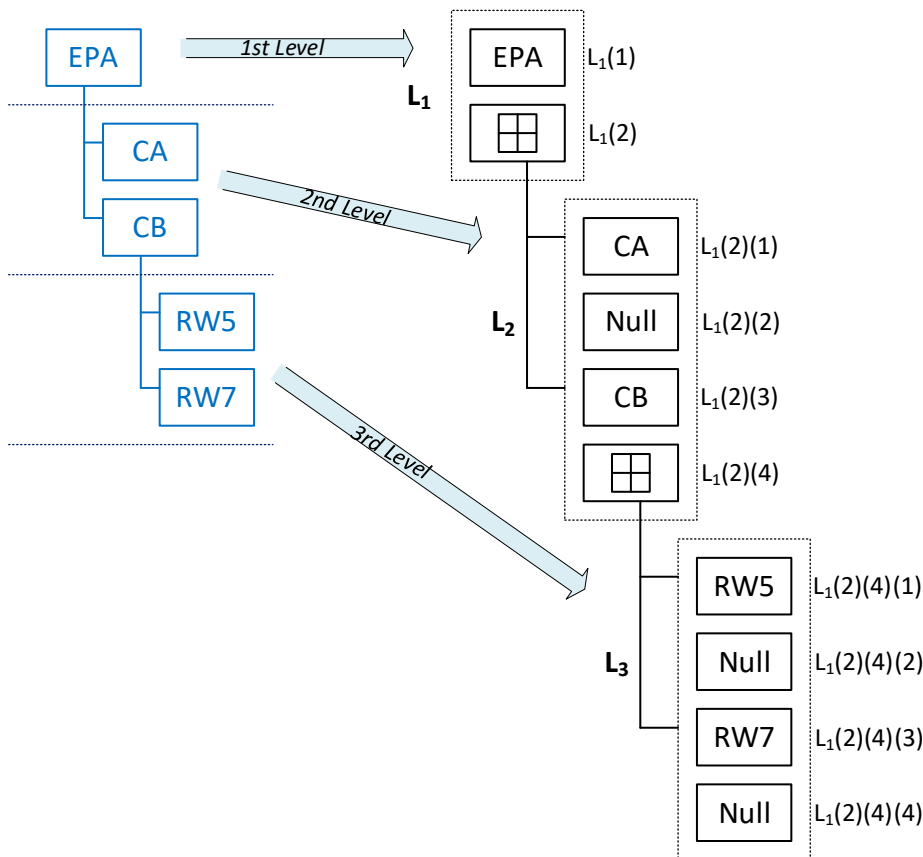 EPA
1st Level
EPA
L₁(1)
L₁
L₁(2)
CA
2nd Level
CB
CA
L₁(2)(1)
RW5
L₂
Null
L₁(2)(2)
RW7
CB
L₁(2)(3)
3rd Level
L₁(2)(4)
RW5
L₁(2)(4)(1)
L₃
Null
L₁(2)(4)(2)
RW7
L₁(2)(4)(3)
Null
L₁(2)(4)(4)